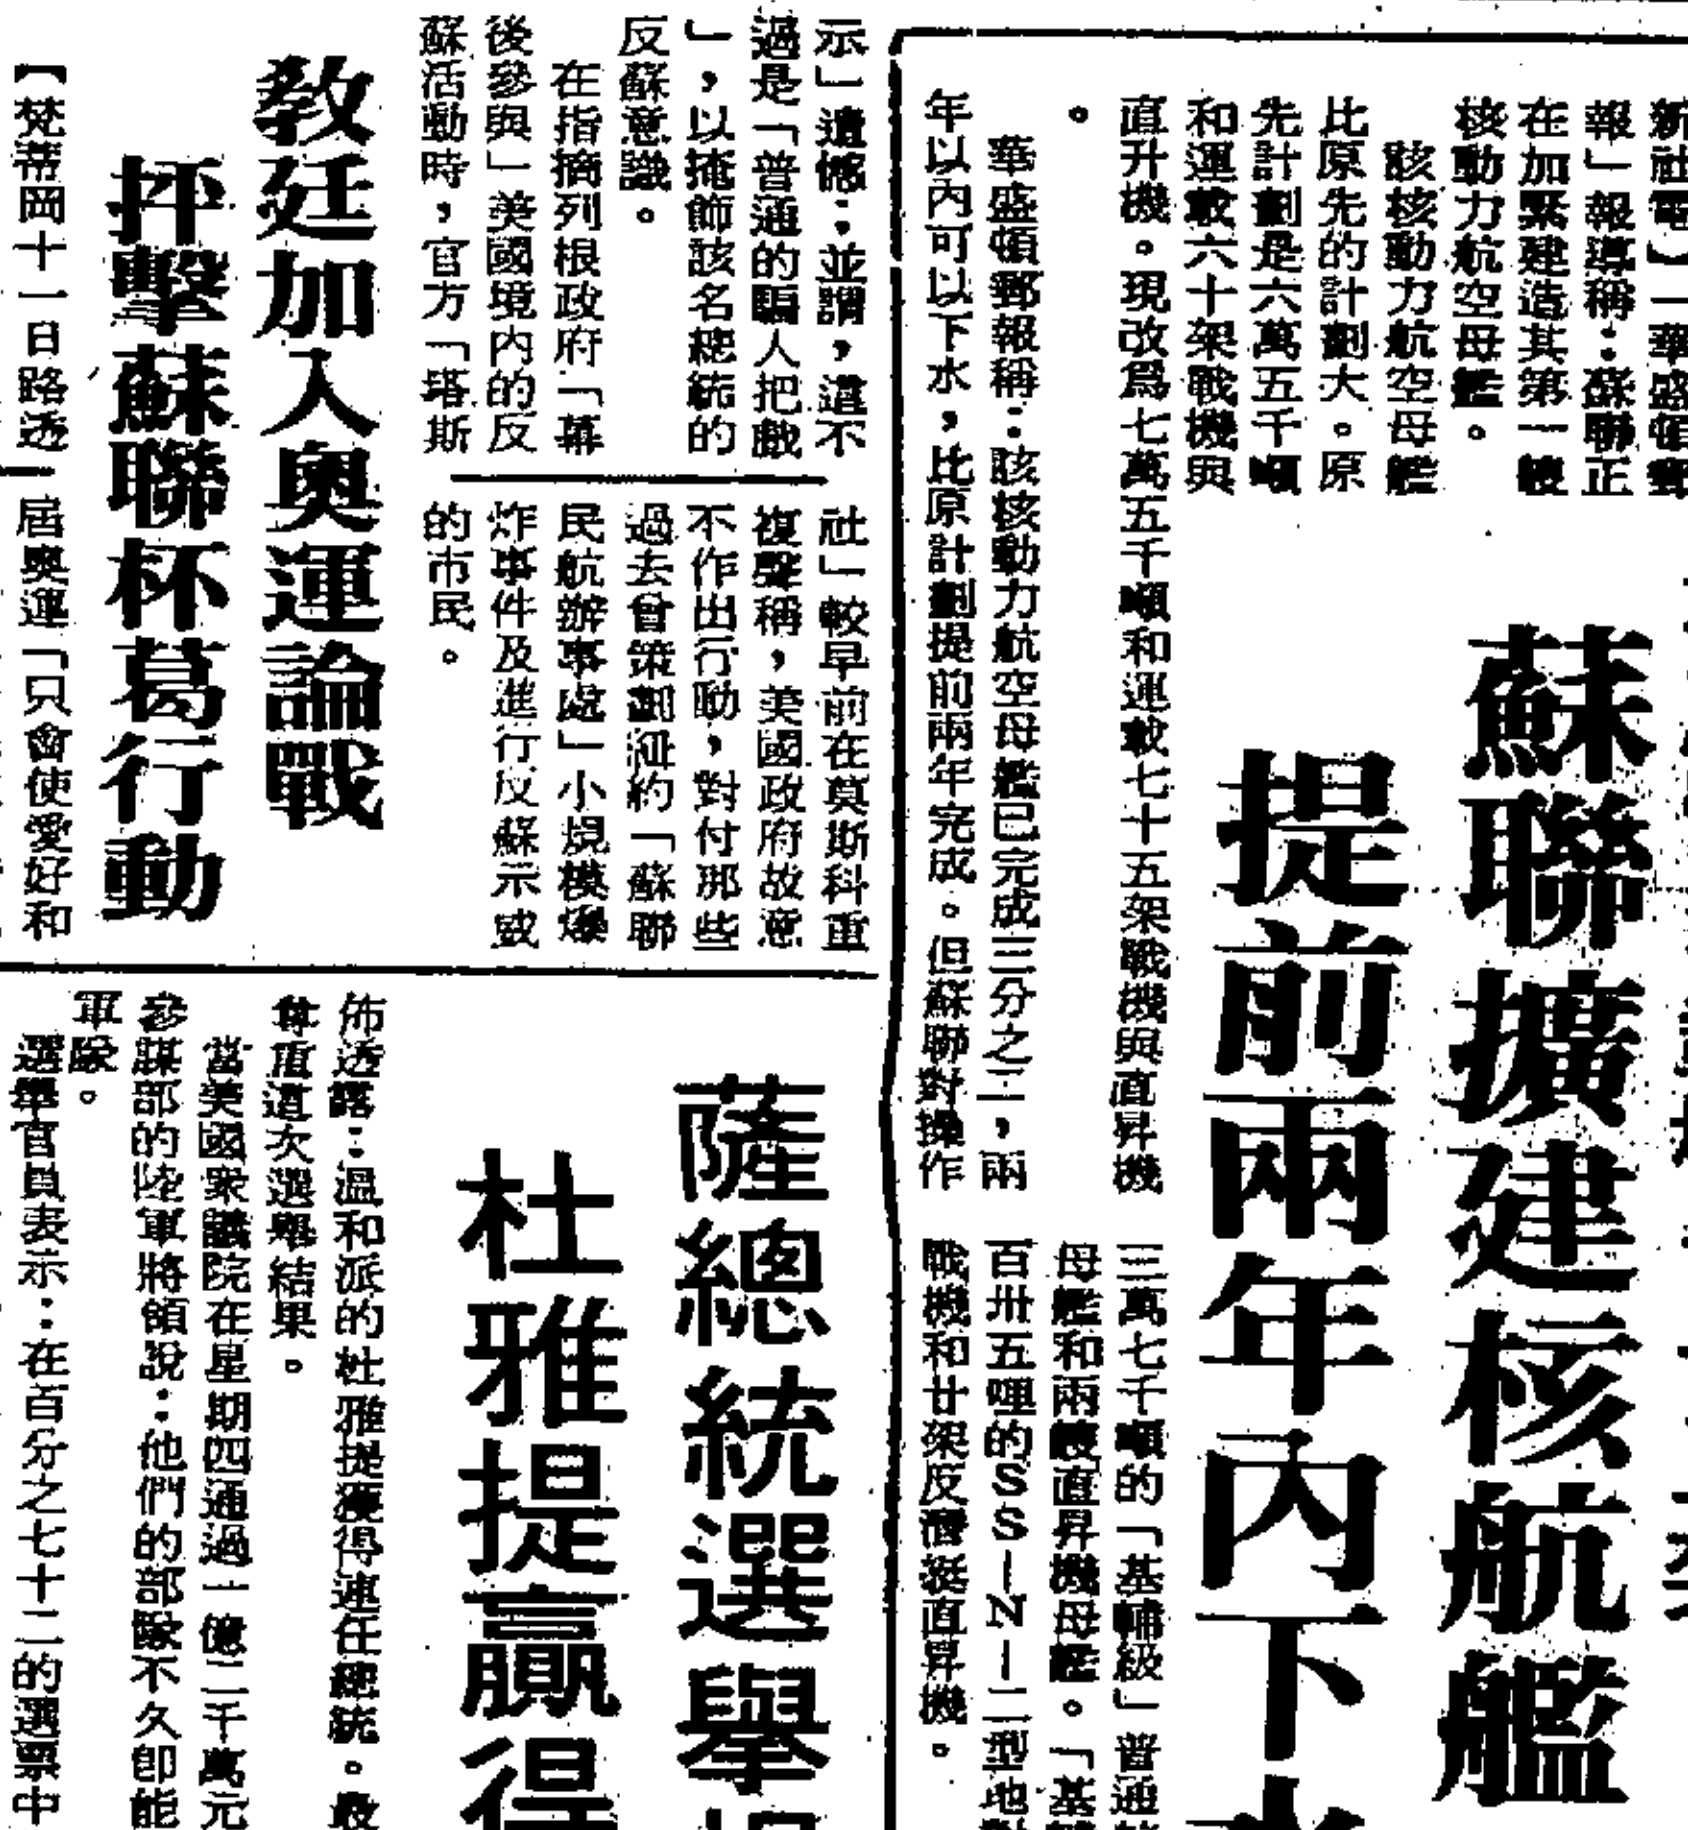 蘇聯擴建核航艦
提前兩年內下
新社電】「華盛頓郵
報」報導稱：蘇聯正
在加緊建造其第一艘
核動力航空母艦。
該核動力航空母艦
比原先的計劃大。原
先計劃是六萬五千噸
和運載六十架戰機與
直升機。現改爲七萬五千噸和運載七十五架戰機與直昇機
。
華盛頓郵報稱：該核動力航空母艦已完成三分之二，兩
年以內可以下水，比原計劃提前兩年完成。但蘇聯對操作
三萬七千噸的「基輔級」普通
母艦和兩艘直昇機母艦。「基
百卅五哩的SS－N－一二型地對
戰機和廿架反潛艇直昇機。
示」遺憾：並謂，這不
過是「普通的騙人把戲
」，以掩飾該名總統的
反蘇意識。
在指摘列根政府「幕
後參與」美國境內的反
蘇活動時，官方「塔斯
社」較早前在莫斯科重
複聲稱，美國政府故意
不作出行動，對付那些
過去曾策劃紐約「蘇聯
民航辦事處」小規模爆
炸事件及進行反蘇示威
的市民。
教廷加入奧運論戰
抨擊蘇聯杯葛行動
【梵蒂岡十一日路透
屆奧運「只會使愛好和
薩總統選舉
杜雅提贏得
佈透露：溫和派的杜雅提獲得連任總統。
尊重這次選舉結果。
當美國衆議院在星期四通過一億二千萬元
參謀部的陸軍將領說：他們的部隊不久即能
軍隊。
選舉官員表示：在百分之七十二的選票中